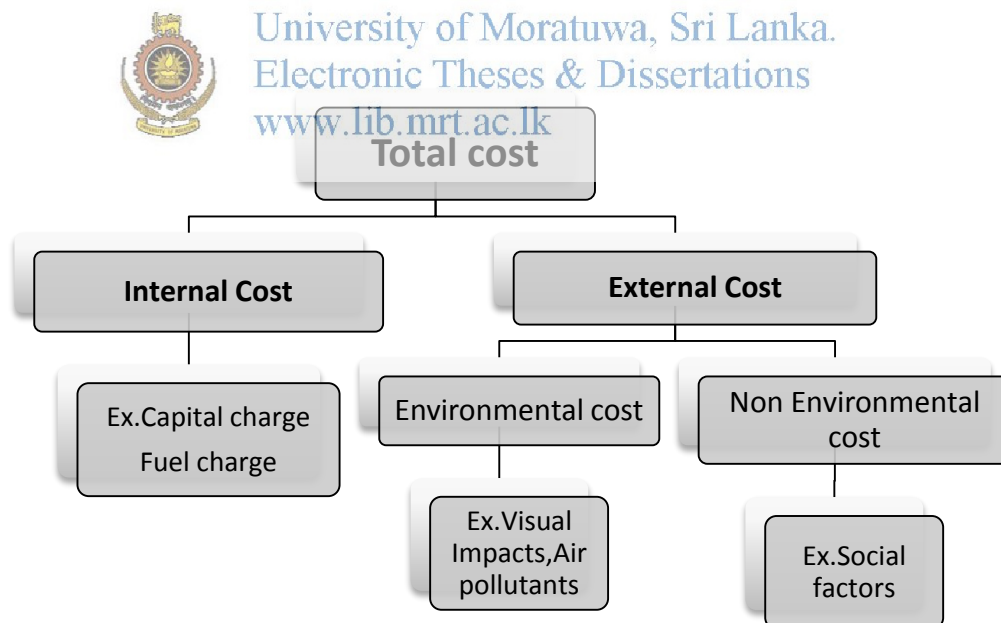 University of Moratuwa, Sri Lanka.
Electronic Theses & Dissertations
www.lib.mrt.ac.lk
Total cost
Internal Cost
External Cost
Ex.Capital charge
Fuel charge
Environmental cost
Non Environmental
cost
Ex.Visual
Impacts,Air
pollutants
Ex.Social
factors